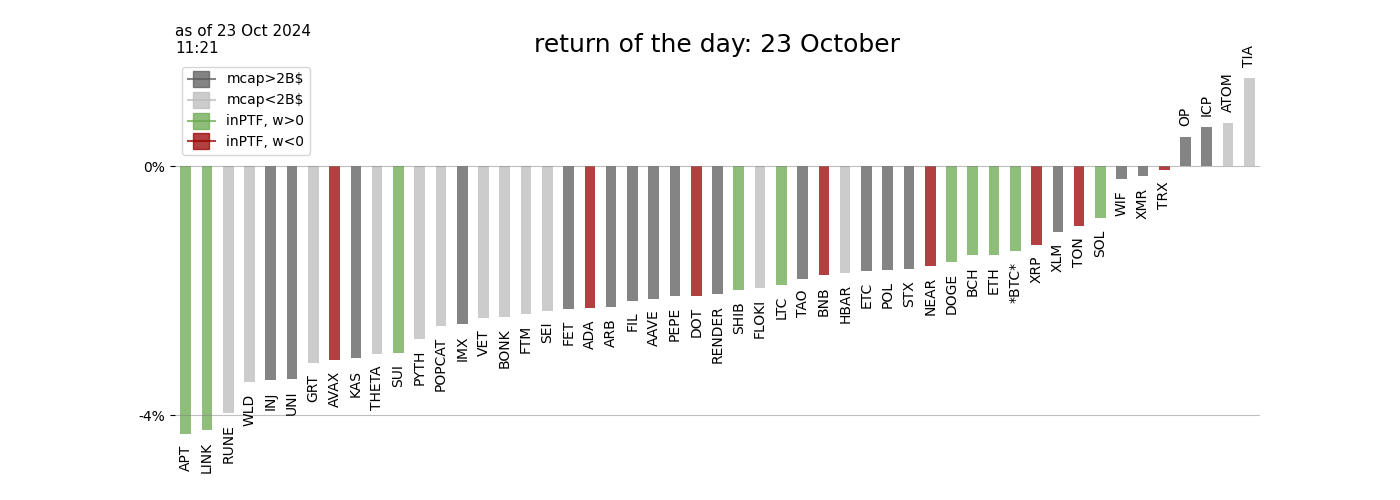 as of 23 Oct 2024
11:21
return of the day: 23 October
mcap>2B$
mcap<2B$
inPTF, w>0
inPTF, w<0
0%
-4%
APT
LINK
RUNE
WLD
INJ
UNI
GRT
AVAX
KAS
THETA
SUI
PYTH
POPCAT
IMX
VET
BONK
FTM
SEI
FET
ADA
ARB
FIL
AAVE
PEPE
DOT
RENDER
SHIB
FLOKI
LTC
TAO
BNB
HBAR
ETC
POL
STX
NEAR
DOGE
BCH
ETH
*BTC*
XRP
XLM
TON
SOL
WIF
XMR
TRX
OP
ICP
ATOM
TIA